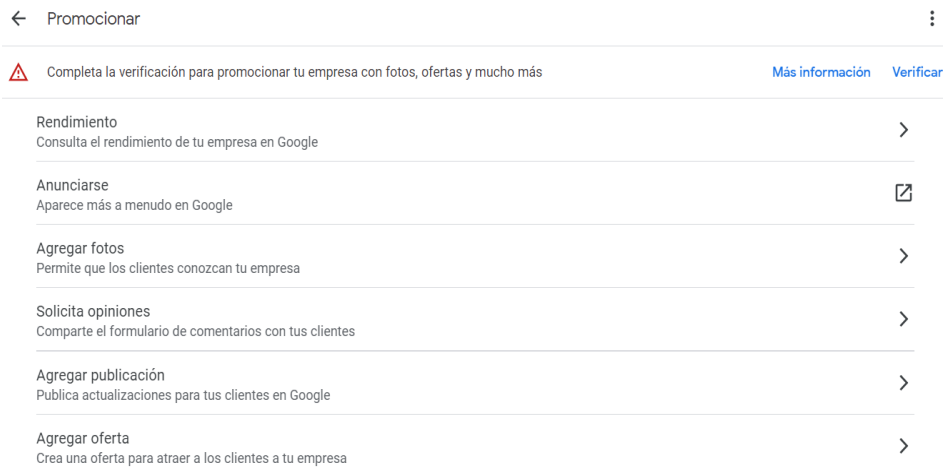 Promocionar
Completa la verificación para promocionar tu empresa con fotos, ofertas y mucho más
Más información
Verificar
Rendimiento
Consulta el rendimiento de tu empresa en Google
Anunciarse
Aparece más a menudo en Google
Agregar fotos
Permite que los clientes conozcan tu empresa
Solicita opiniones
Comparte el formulario de comentarios con tus clientes
Agregar publicación
Publica actualizaciones para tus clientes en Google
Agregar oferta
Crea una oferta para atraer a los clientes a tu empresa